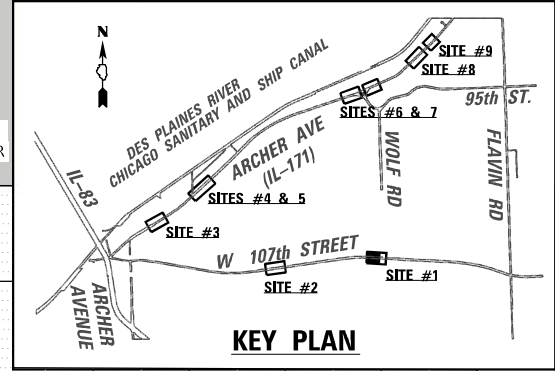 N
DES PLAINES RIVER
CHICAGO SANITARY AND SHIP CANAL
SITE #9
SITE #8
95th ST.
SITES #6 & 7
ARCHER AVE
(IL-171)
WOLF RD
FLAVIN RD
IL-83
SITES #4 & 5
SITE #3
W 107th STREET
SITE #1
SITE #2
ARCHER
AVENUE
KEY PLAN
R